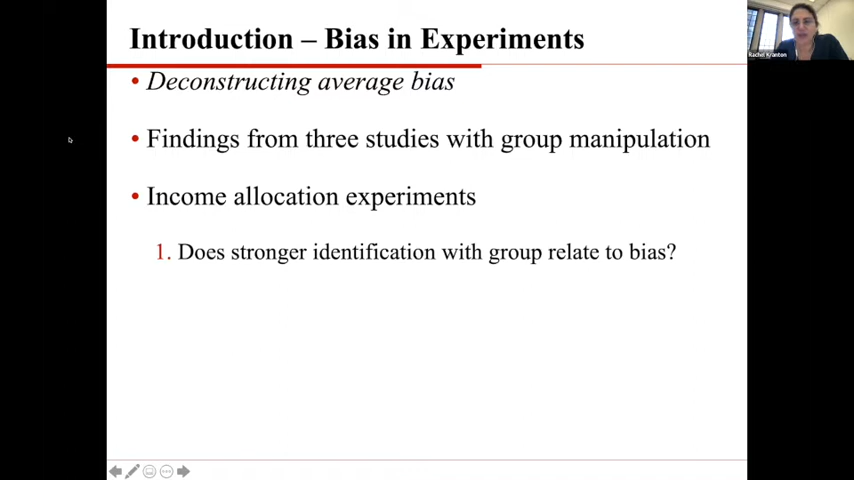 Introduction – Bias in Experiments
Rachel Kranton
• Deconstructing average bias
• Findings from three studies with group manipulation
• Income allocation experiments
1. Does stronger identification with group relate to bias?